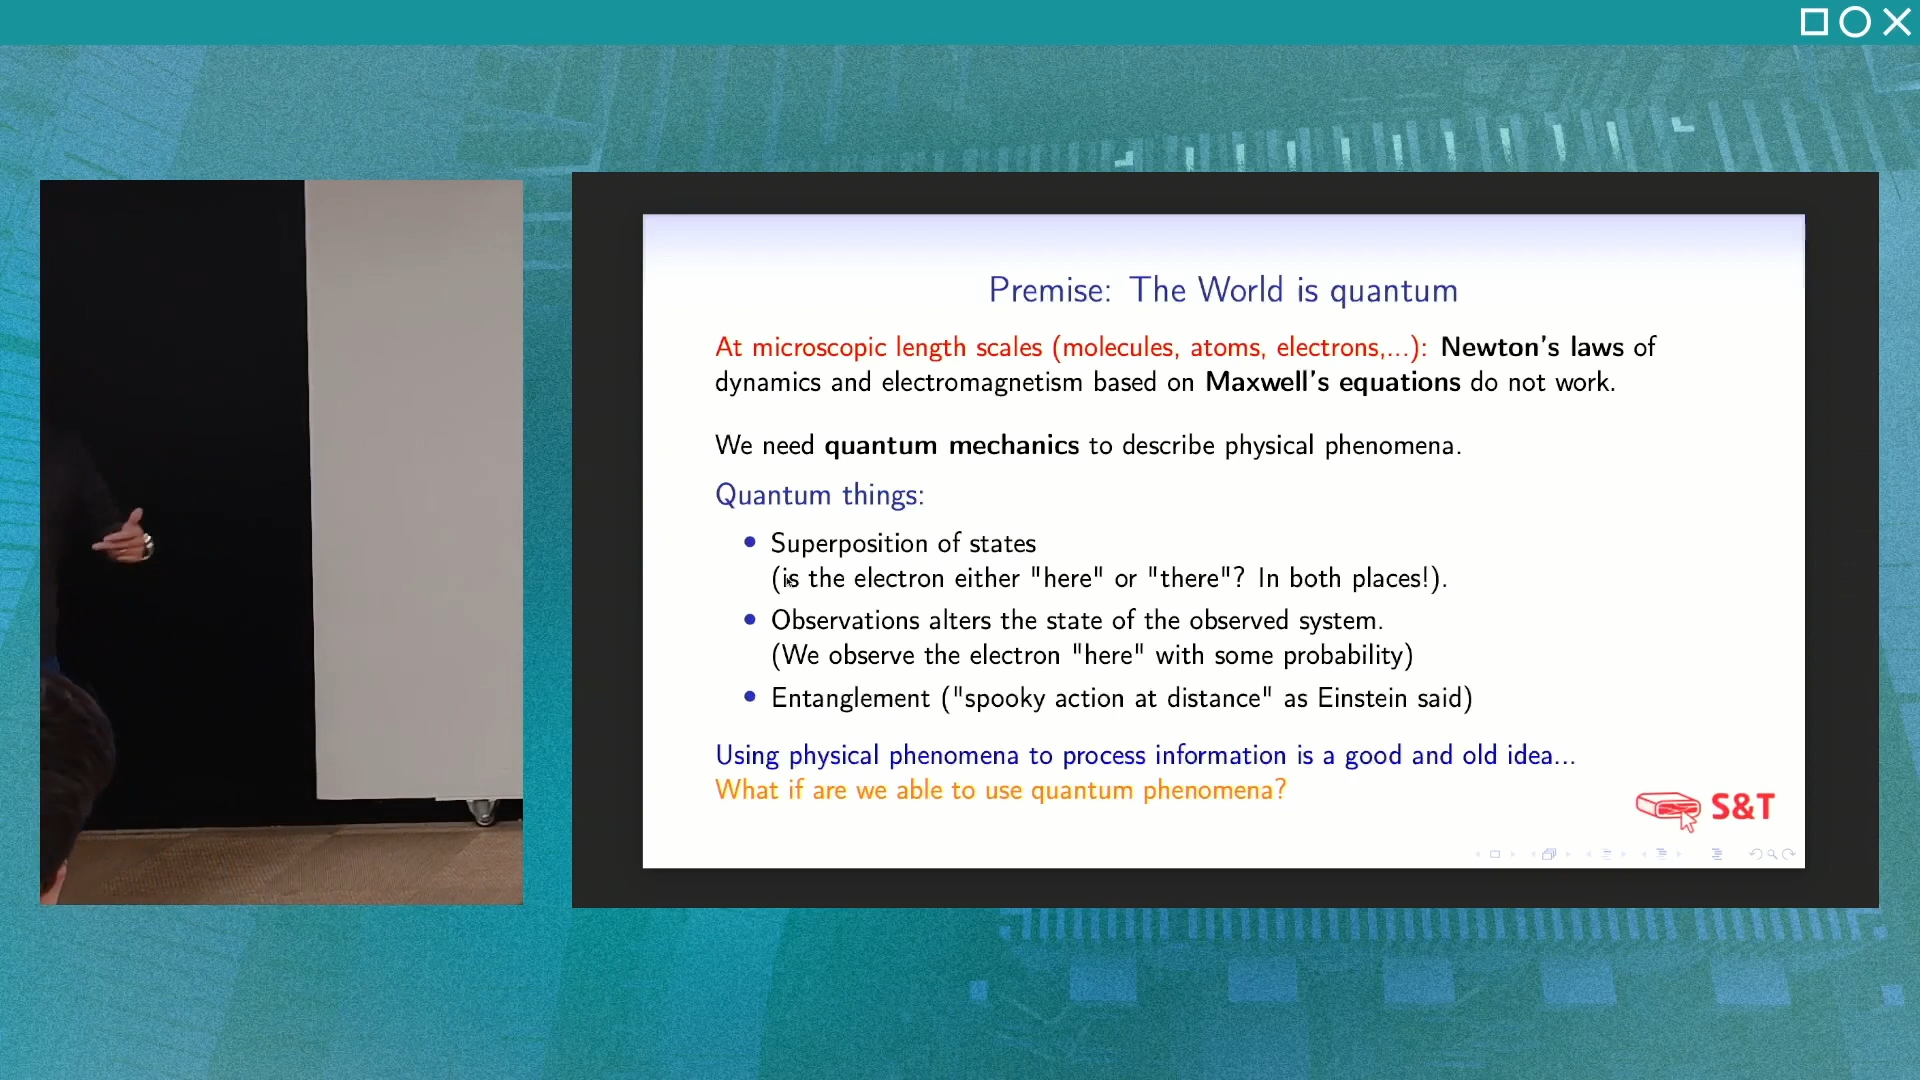 Premise: The World is quantum
At microscopic length scales (molecules, atoms, electrons,...): Newton's laws of
dynamics and electromagnetism based on Maxwell's equations do not work.
We need quantum mechanics to describe physical phenomena.
Quantum things:
• Superposition of states
(is the electron either "here" or "there"? In both places!).
• Observations alters the state of the observed system.
(We observe the electron "here" with some probability)
• Entanglement ("spooky action at distance" as Einstein said)
Using physical phenomena to process information is a good and old idea...
What if are we able to use quantum phenomena?
S&T